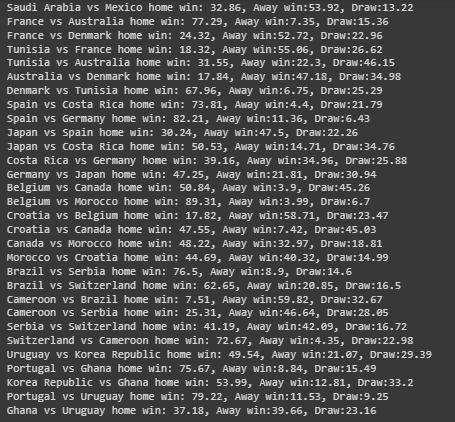 Saudi Arabia vs Mexico home win: 32.86, Away win:53.92, Draw:13.22
France vs Australia home win: 77.29, Away win:7.35, Draw:15.36
France vs Denmark home win: 24.32, Away win:52.72, Draw:22.96
Tunisia vs France home win: 18.32, Away win:55.06, Draw:26.62
Tunisia vs Australia home win: 31.55, Away win:22.3, Draw:46.15
Australia vs Denmark home win: 17.84, Away win:47.18, Draw:34.98
Denmark vs Tunisia home win: 67.96, Away win:6.75, Draw:25.29
Spain vs Costa Rica home win: 73.81, Away win:4.4, Draw:21.79
Spain vs Germany home win: 82.21, Away win:11.36, Draw:6.43
Japan vs Spain home win: 30.24, Away win:47.5, Draw:22.26
Japan vs Costa Rica home win: 50.53, Away win:14.71, Draw:34.76
Costa Rica vs Germany home win: 39.16, Away win:34.96, Draw:25.88
Germany vs Japan home win: 47.25, Away win:21.81, Draw:30.94
Belgium vs Canada home win: 50.84, Away win:3.9, Draw:45.26
Belgium vs Morocco home win: 89.31, Away win:3.99, Draw:6.7
Croatia vs Belgium home win: 17.82, Away win:58.71, Draw:23.47
Croatia vs Canada home win: 47.55, Away win:7.42, Draw:45.03
Canada vs Morocco home win: 48.22, Away win:32.97, Draw:18.81
Morocco vs Croatia home win: 44.69, Away win:40.32, Draw:14.99
Brazil vs Serbia home win: 76.5, Away win:8.9, Draw:14.6
Brazil vs Switzerland home win: 62.65, Away win:20.85, Draw:16.5
Cameroon vs Brazil home win: 7.51, Away win:59.82, Draw:32.67
Cameroon vs Serbia home win: 25.31, Away win:46.64, Draw:28.05
Serbia vs Switzerland home win: 41.19, Away win:42.09, Draw:16.72
Switzerland vs Cameroon home win: 72.67, Away win:4.35, Draw:22.98
Uruguay vs Korea Republic home win: 49.54, Away win:21.07, Draw:29.39
Portugal vs Ghana home win: 75.67, Away win:8.84, Draw:15.49
Korea Republic vs Ghana home win: 53.99, Away win:12.81, Draw:33.2
Portugal vs Uruguay home win: 79.22, Away win:11.53, Draw:9.25
Ghana vs Uruguay home win: 37.18, Away win:39.66, Draw:23.16